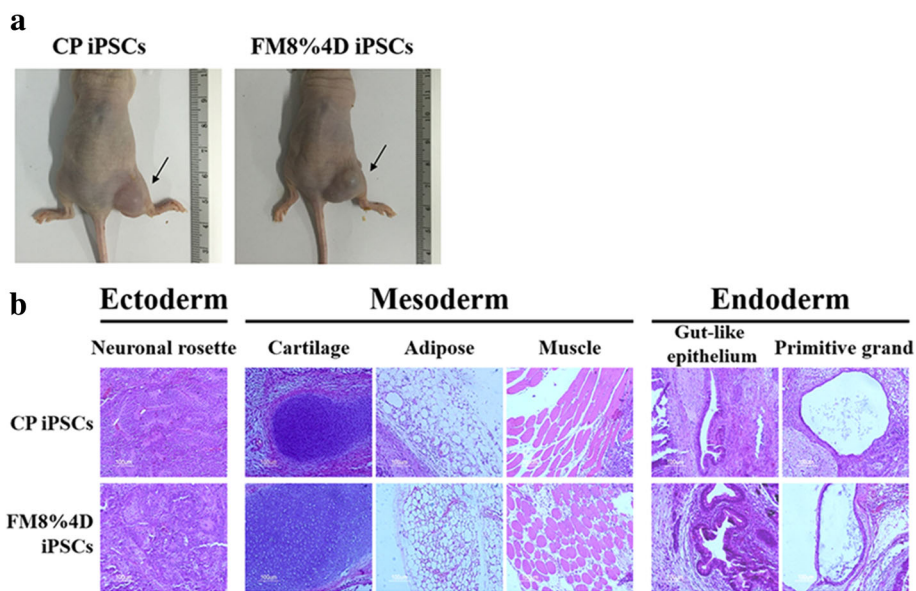 a
CP iPSCs
FM8%4D iPSCs
b
Ectoderm
Mesoderm
Endoderm
Neuronal rosette
Cartilage
Adipose
Muscle
Gut-like
epithelium
Primitive grand
CP iPSCs
FM8%4D
iPSCs